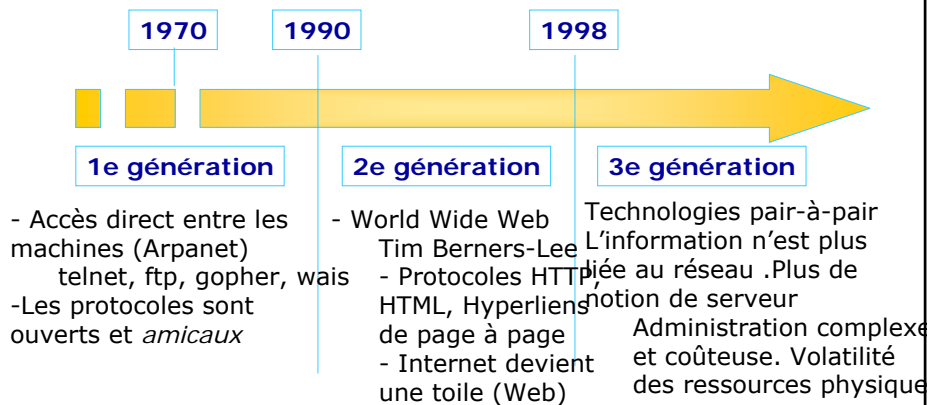 1970
1990
1998
1e génération
2e génération
3e génération
- Accès direct entre les
machines (Arpanet)
telnet, ftp, gopher, wais
-Les protocoles sont
ouverts et amicaux
- World Wide Web
Tim Berners-Lee
- Protocoles HTTP,
HTML, Hyperliens
de page à page
- Internet devient
une toile (Web)
Technologies pair-à-pair
L'information n'est plus
liée au réseau .Plus de
notion de serveur
Administration complexe
et coûteuse. Volatilité
des ressources physique